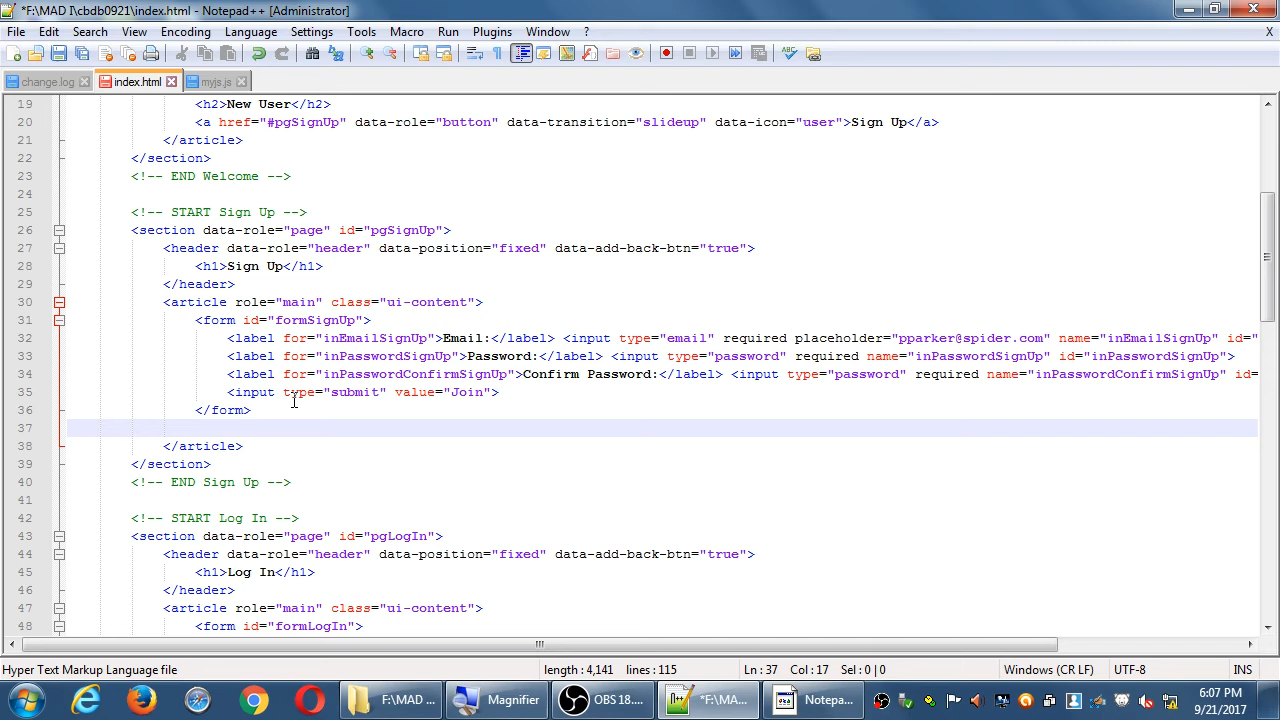 *F:\MAD I\cbdb0921\index.html - Notepad++ [Administrator]
File Edit Search View Encoding Language Settings Tools Macro Run Plugins Window ? X
change.log index.html myjs.js
19 <h2>New User</h2>
20 <a href="#pgSignUp" data-role="button" data-transition="slideup" data-icon="user">Sign Up</a>
21 </article>
22 </section>
23 <!-- END Welcome -->
24
25 <!-- START Sign Up -->
26 <section data-role="page" id="pgSignUp">
27 <header data-role="header" data-position="fixed" data-add-back-btn="true">
28 <h1>Sign Up</h1>
29 </header>
30 <article role="main" class="ui-content">
31 <form id="formSignUp">
32 <label for="inEmailSignUp">Email:</label> <input type="email" required placeholder="pparker@spider.com" name="inEmailSignUp" id="
33 <label for="inPasswordSignUp">Password:</label> <input type="password" required name="inPasswordSignUp" id="inPasswordSignUp">
34 <label for="inPasswordConfirmSignUp">Confirm Password:</label> <input type="password" required name="inPasswordConfirmSignUp" id=
35 <input type="submit" value="Join">
36 </form>
37
38 </article>
39 </section>
40 <!-- END Sign Up -->
41
42 <!-- START Log In -->
43 <section data-role="page" id="pgLogIn">
44 <header data-role="header" data-position="fixed" data-add-back-btn="true">
45 <h1>Log In</h1>
46 </header>
47 <article role="main" class="ui-content">
48 <form id="formLogIn">
Hyper Text Markup Language file length : 4,141 lines : 115 Ln : 37 Col : 17 Sel : 0 | 0 Windows (CR LF) UTF-8 INS
F:\MAD ... Magnifier OBS 18.... *F:\MA... Notepa... 6:07 PM
9/21/2017